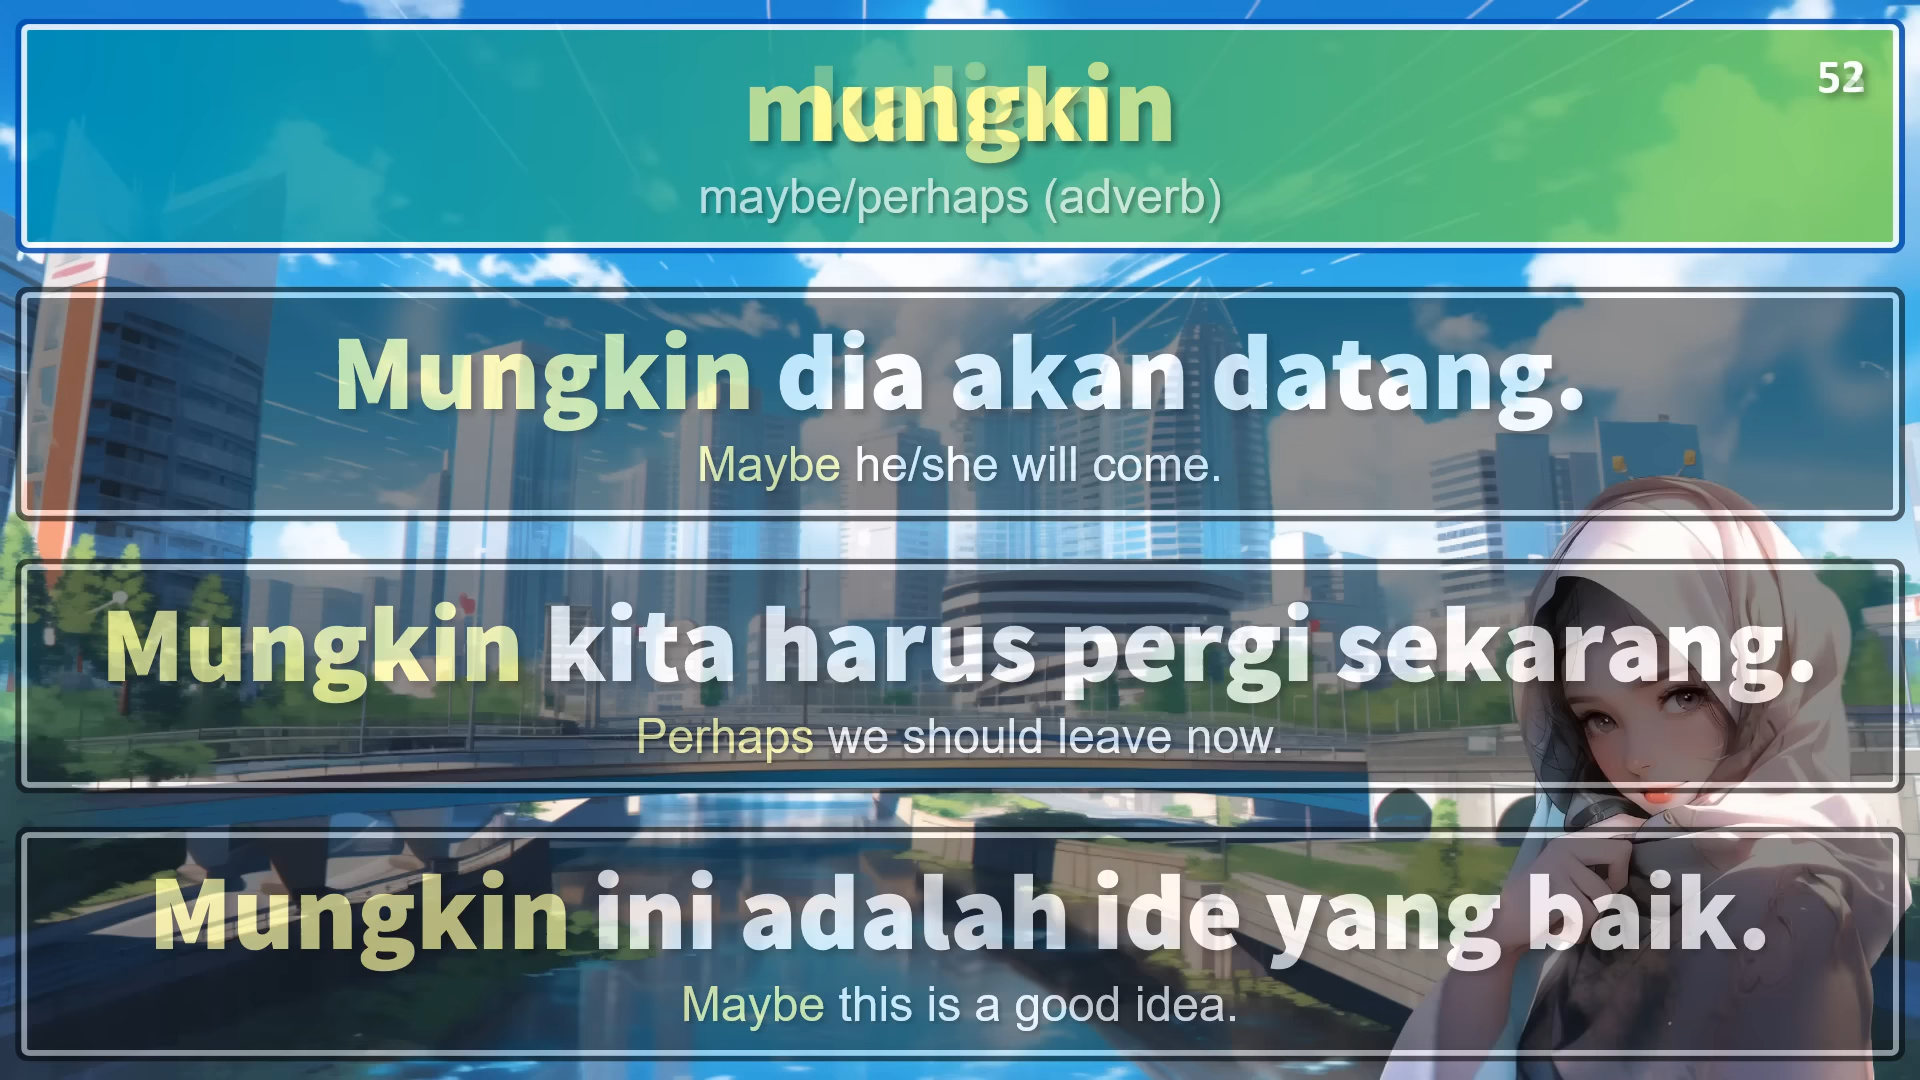 mungkin
52
maybe/perhaps (adverb)
Mungkin dia akan datang.
Maybe he/she will come.
Mungkin kita harus pergi sekarang.
Perhaps we should leave now.
Mungkin ini adalah ide yang baik.
Maybe this is a good idea.